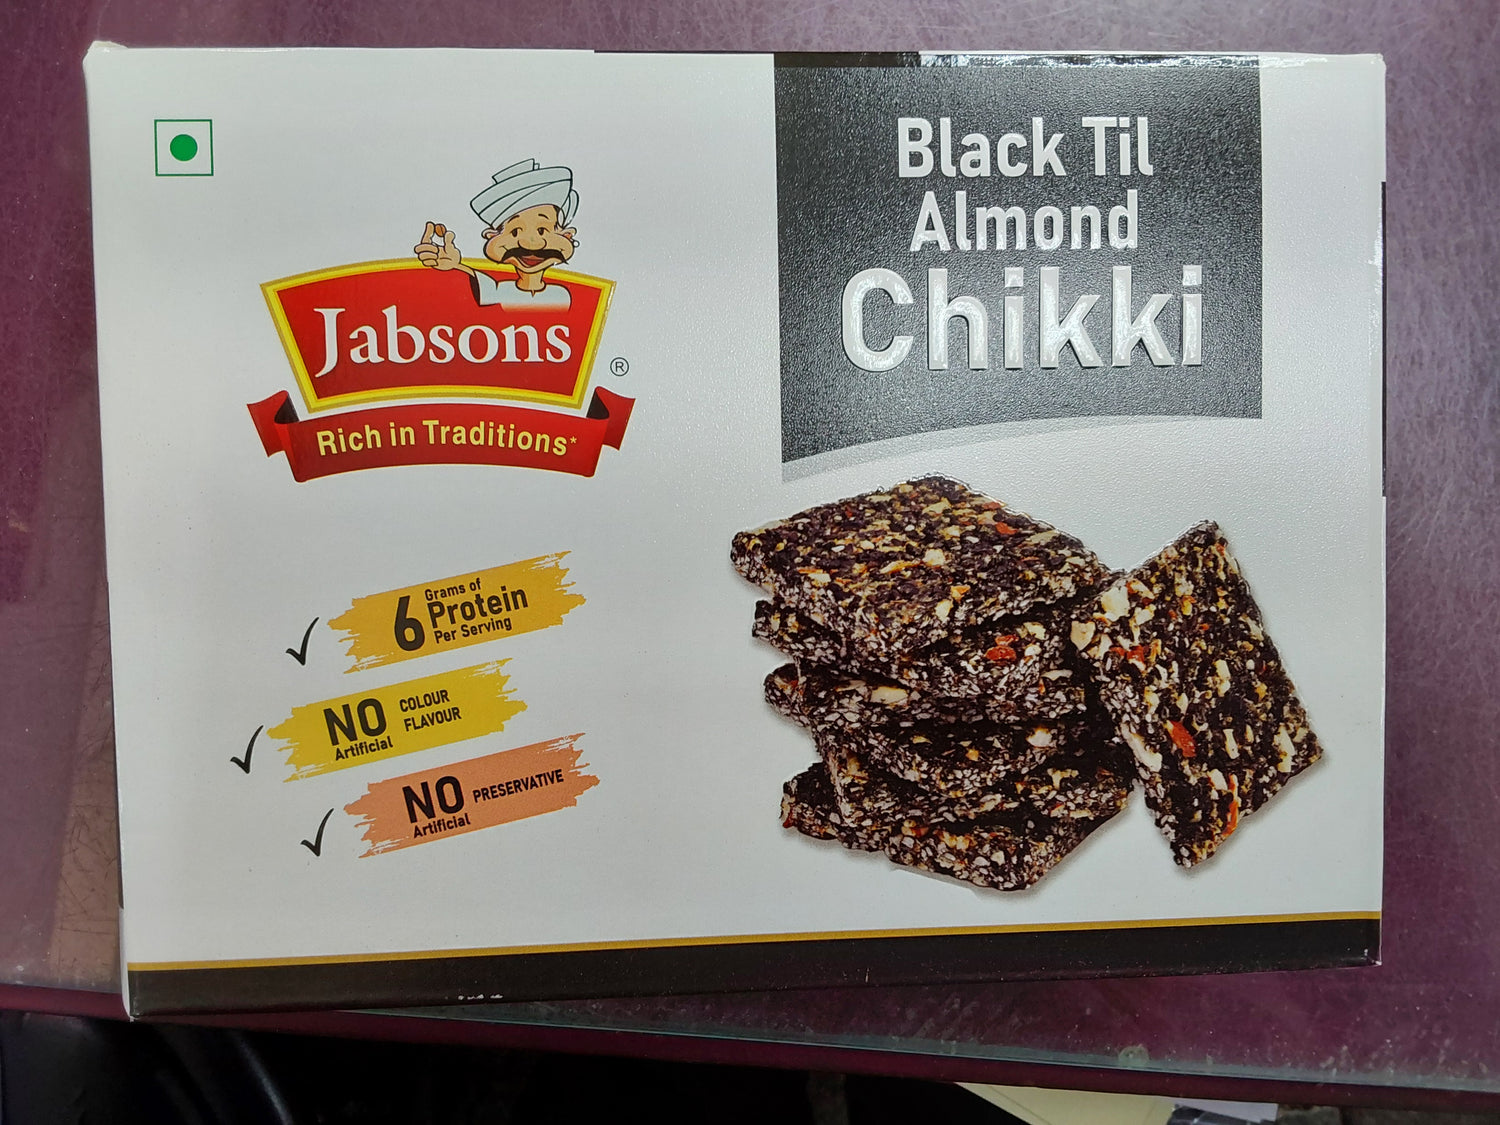 Jabsons
®
Rich in Traditions*
Black Til
Almond
Chikki
6
Grams of
Protein
Per Serving
NO
Artificial
COLOUR
FLAVOUR
NO
Artificial
PRESERVATIVE